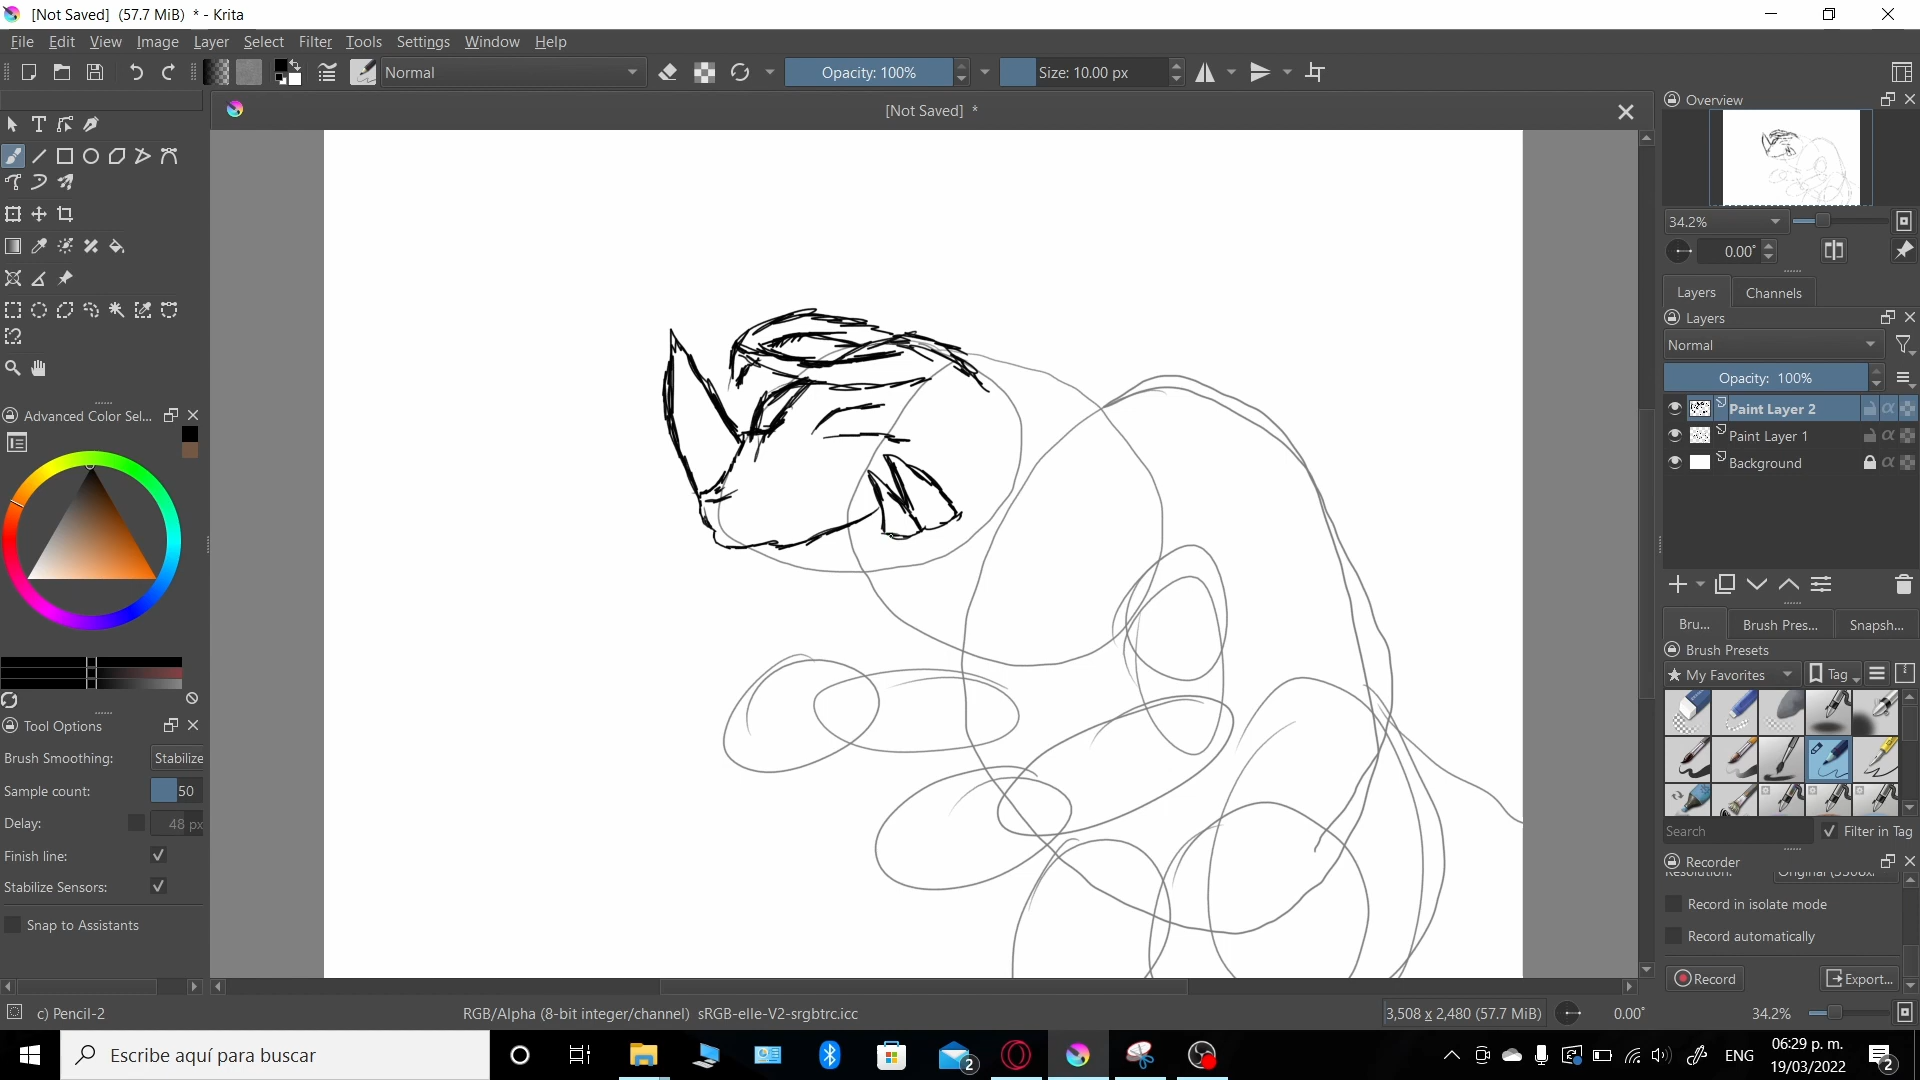 [Not Saved]  (57.7 MiB)  * - Krita
File  Edit  View  Image  Layer  Select  Filter  Tools  Settings  Window  Help
Normal
Opacity: 100%
Size: 10.00 px
[Not Saved]  *
Overview
34.2%
0.00°
Layers  Channels
Layers
Normal
Opacity:  100%
Paint Layer 2
Paint Layer 1
Background
Advanced Color Sel...
Bru...  Brush Pres...  Snapsh...
Brush Presets
My Favorites  Tag
Tool Options
Brush Smoothing:  Stabilize
Sample count:  50
Delay:  48 px
Finish line:
Stabilize Sensors:
Snap to Assistants
Search  Filter in Tag
Recorder
Record in isolate mode
Record automatically
Record  Export...
c) Pencil-2
RGB/Alpha (8-bit integer/channel)  sRGB-elle-V2-srgbtrc.icc
3,508 x 2,480 (57.7 MiB)
0.00°
34.2%
Escribe aquí para buscar
2
ENG
06:29 p. m.
19/03/2022
2